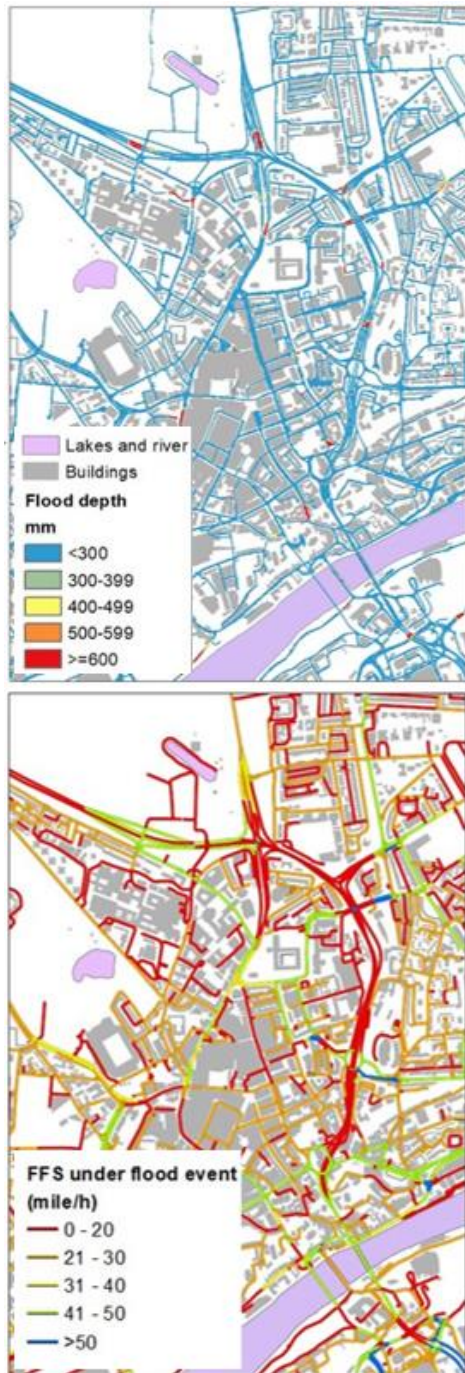 Lakes and river
Buildings
Flood depth
mm
<300
300-399
400-499
500-599
>=600
FFS under flood event
(mile/h)
0 - 20
21 - 30
31 - 40
41 - 50
>50